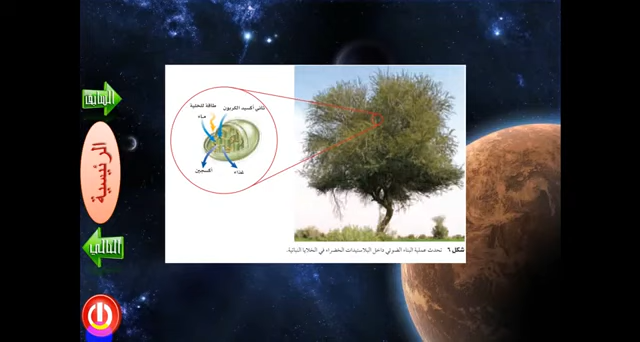 السابق
الرئيسية
التالي
طاقة للخلية
ثاني أكسيد الكربون
ماء
أكسجين
غذاء
شكل ٦ تحدث عملية البناء الضوئي داخل البلاستيدات الخضراء في الخلايا النباتية.